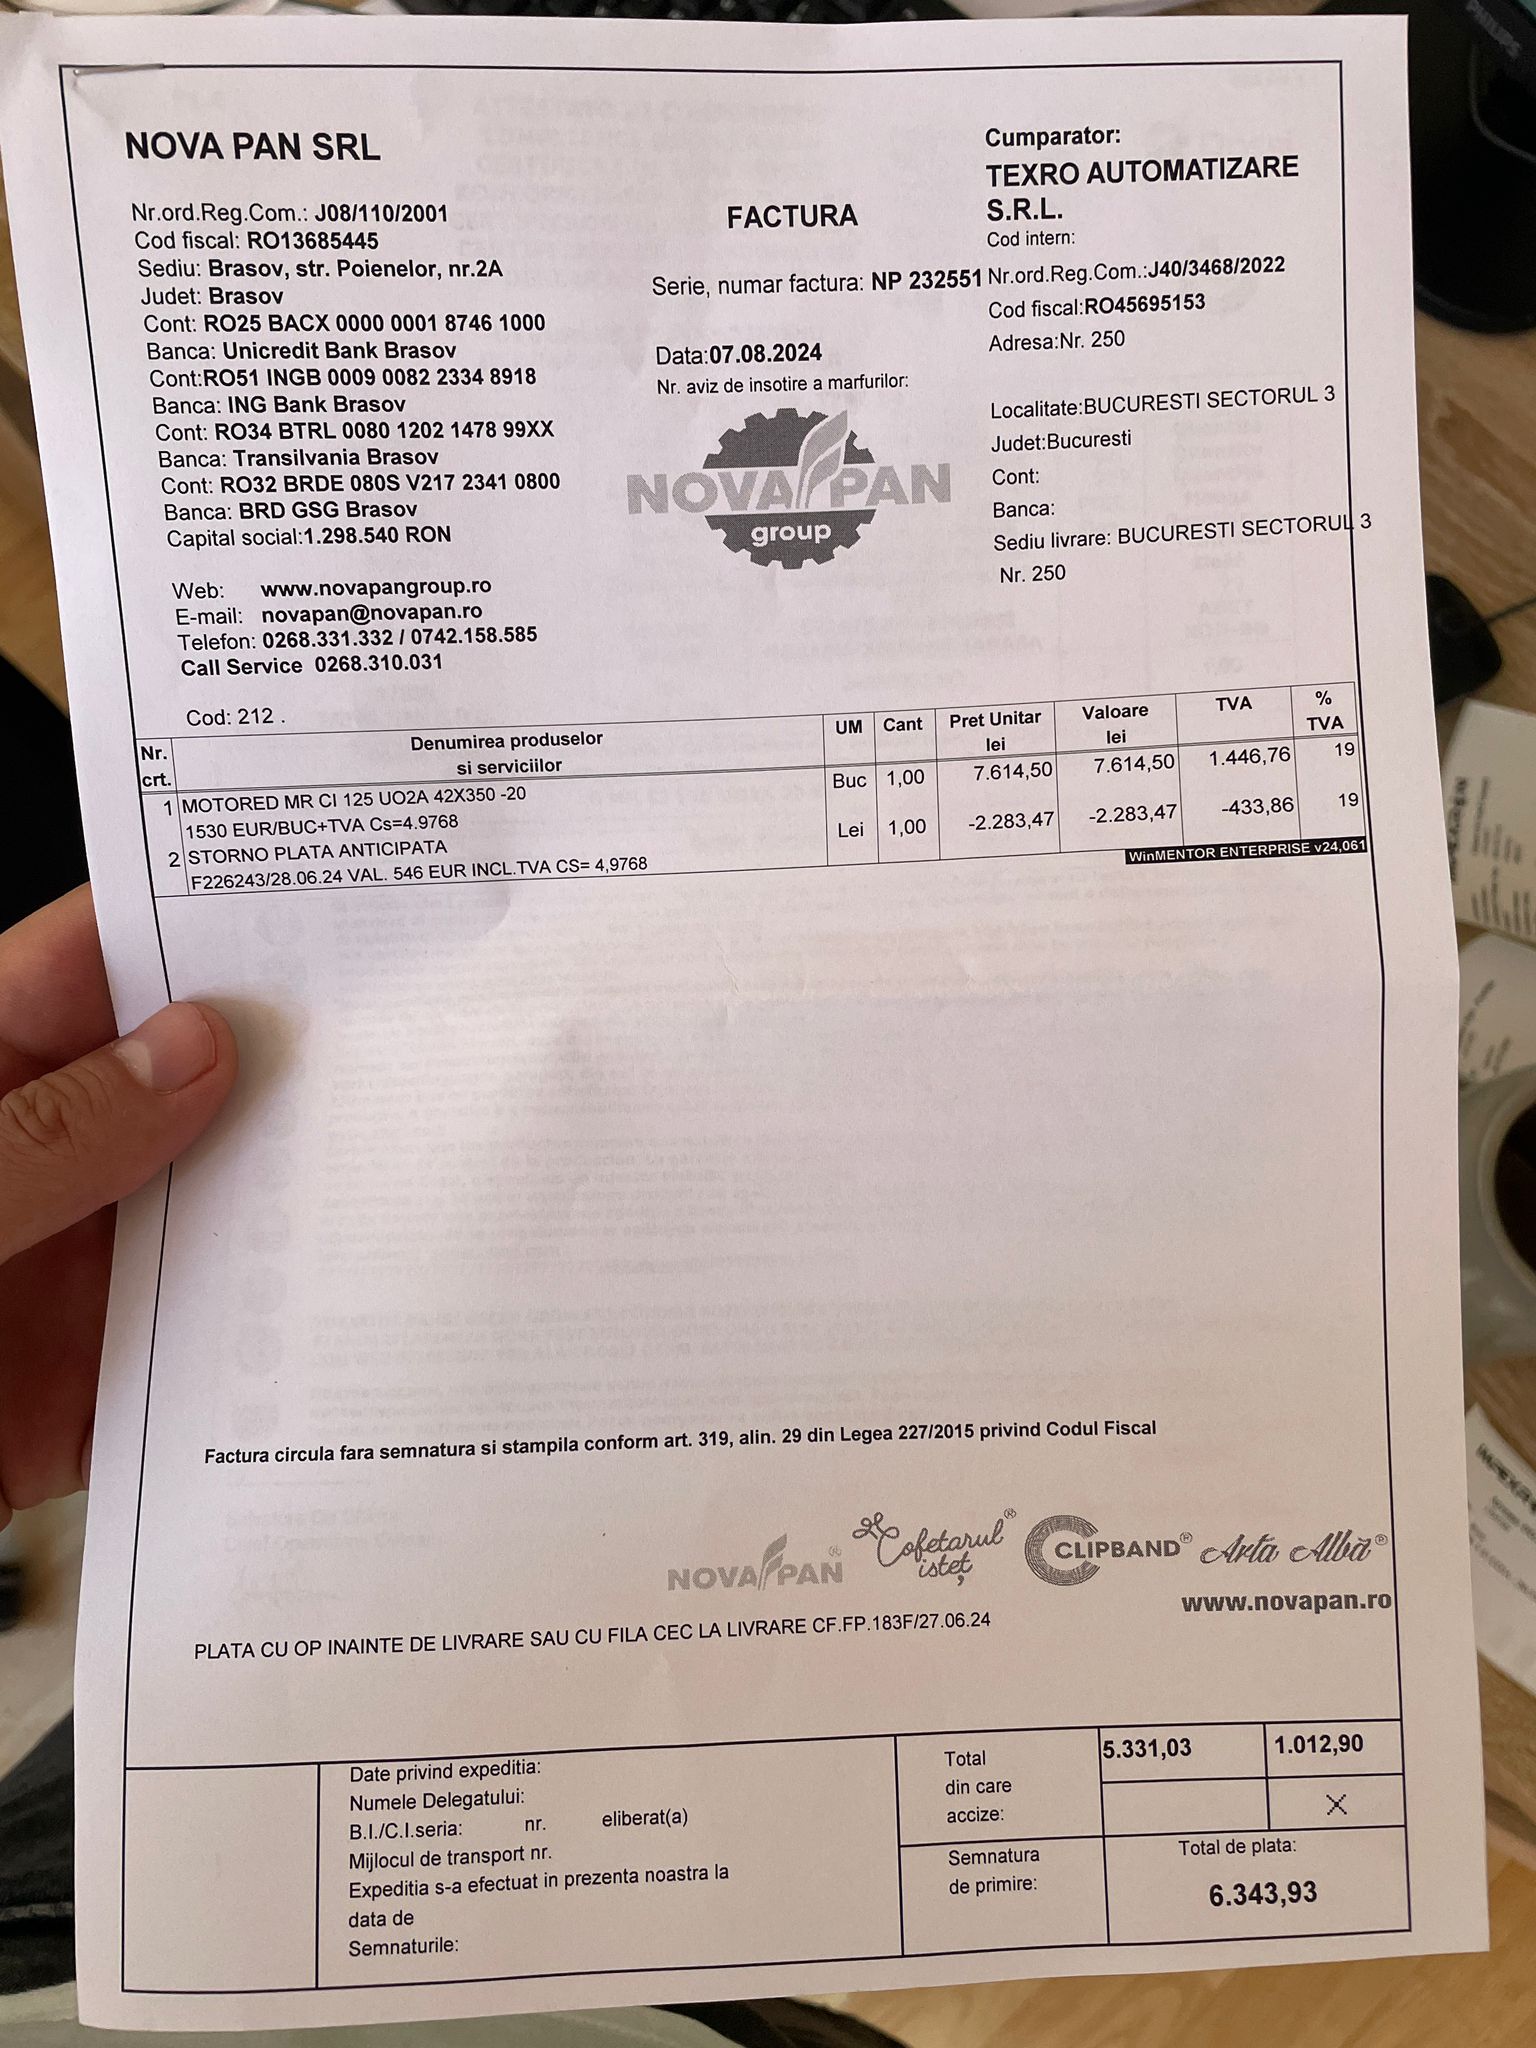 NOVA PAN SRL
Nr.ord.Reg.Com.: J08/110/2001
Cod fiscal: RO13685445
Sediu: Brasov, str. Poienelor, nr.2A
Judet: Brasov
Cont: RO25 BACX 0000 0001 8746 1000
Banca: Unicredit Bank Brasov
Cont:RO51 INGB 0009 0082 2334 8918
Banca: ING Bank Brasov
Cont: RO34 BTRL 0080 1202 1478 99XX
Banca: Transilvania Brasov
Cont: RO32 BRDE 080S V217 2341 0800
Banca: BRD GSG Brasov
Capital social:1.298.540 RON
Web: www.novapangroup.ro
E-mail: novapan@novapan.ro
Telefon: 0268.331.332 / 0742.158.585
Call Service 0268.310.031
Cod: 212 .
FACTURA
Serie, numar factura: NP 232551
Data:07.08.2024
Nr. aviz de insotire a marfurilor:
NOVA PAN
group
Cumparator:
TEXRO AUTOMATIZARE
S.R.L.
Cod intern:
Nr.ord.Reg.Com.:J40/3468/2022
Cod fiscal:RO45695153
Adresa:Nr. 250
Localitate:BUCURESTI SECTORUL 3
Judet:Bucuresti
Cont:
Banca:
Sediu livrare: BUCURESTI SECTORUL 3
Nr. 250
Nr. crt. Denumirea produselor si serviciilor UM Cant Pret Unitar lei Valoare lei TVA % TVA
1 MOTORED MR CI 125 UO2A 42X350 -20 Buc 1,00 7.614,50 7.614,50 1.446,76 19
1530 EUR/BUC+TVA Cs=4.9768
2 STORNO PLATA ANTICIPATA Lei 1,00 -2.283,47 -2.283,47 -433,86 19
F226243/28.06.24 VAL. 546 EUR INCL.TVA CS= 4,9768
WinMENTOR ENTERPRISE v24,061
Factura circula fara semnatura si stampila conform art. 319, alin. 29 din Legea 227/2015 privind Codul Fiscal
NOVA PAN® Cofetarul istеț® CLIPBAND® Arta Albă®
www.novapan.ro
PLATA CU OP INAINTE DE LIVRARE SAU CU FILA CEC LA LIVRARE CF.FP.183F/27.06.24
Date privind expeditia:
Numele Delegatului:
B.I./C.I.seria: nr. eliberat(a)
Mijlocul de transport nr.
Expeditia s-a efectuat in prezenta noastra la
data de
Semnaturile:
Total 5.331,03 1.012,90
din care
accize: X
Semnatura
de primire:
Total de plata:
6.343,93
PHILIPS